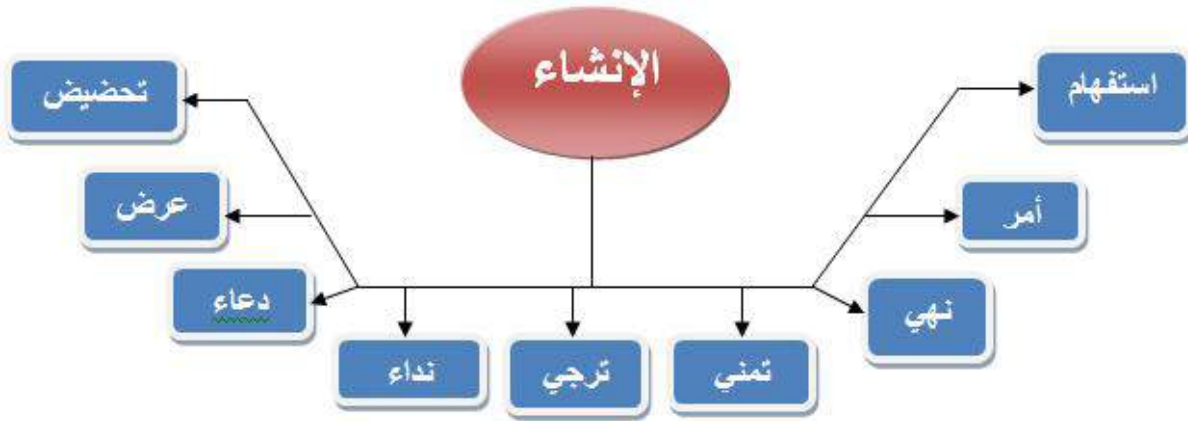 الإنشاء
استفهام
أمر
نهي
تمني
ترجي
نداء
دعاء
عرض
تحضيض